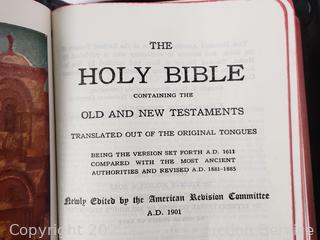 THE
HOLY BIBLE
CONTAINING THE
OLD AND NEW TESTAMENTS
TRANSLATED OUT OF THE ORIGINAL TONGUES
BEING THE VERSION SET FORTH A.D. 1611
COMPARED WITH THE MOST ANCIENT
AUTHORITIES AND REVISED A.D. 1881-1885
Newly Edited by the American Revision Committee
A.D. 1901
Copyright
Service